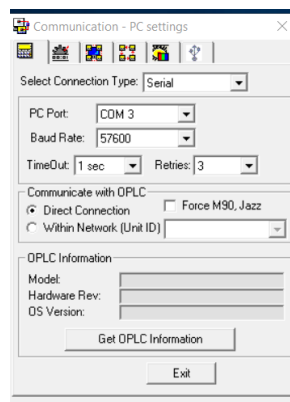 Communication - PC settings
Select Connection Type: Serial
PC Port: COM 3
Baud Rate: 57600
TimeOut: 1 sec Retries: 3
Communicate with OPLC
Direct Connection Force M90, Jazz
Within Network (Unit ID)
OPLC Information
Model:
Hardware Rev:
OS Version:
Get OPLC Information
Exit